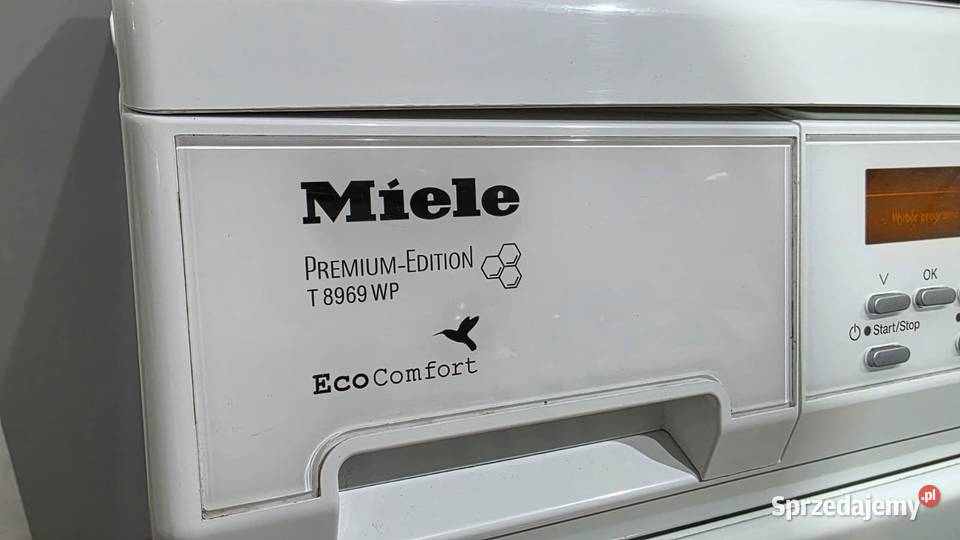 Miele
PREMIUM-EDITION
T 8969 WP
EcoComfort
Wybór programu
OK
Start/Stop
Sprzedajemy.pl